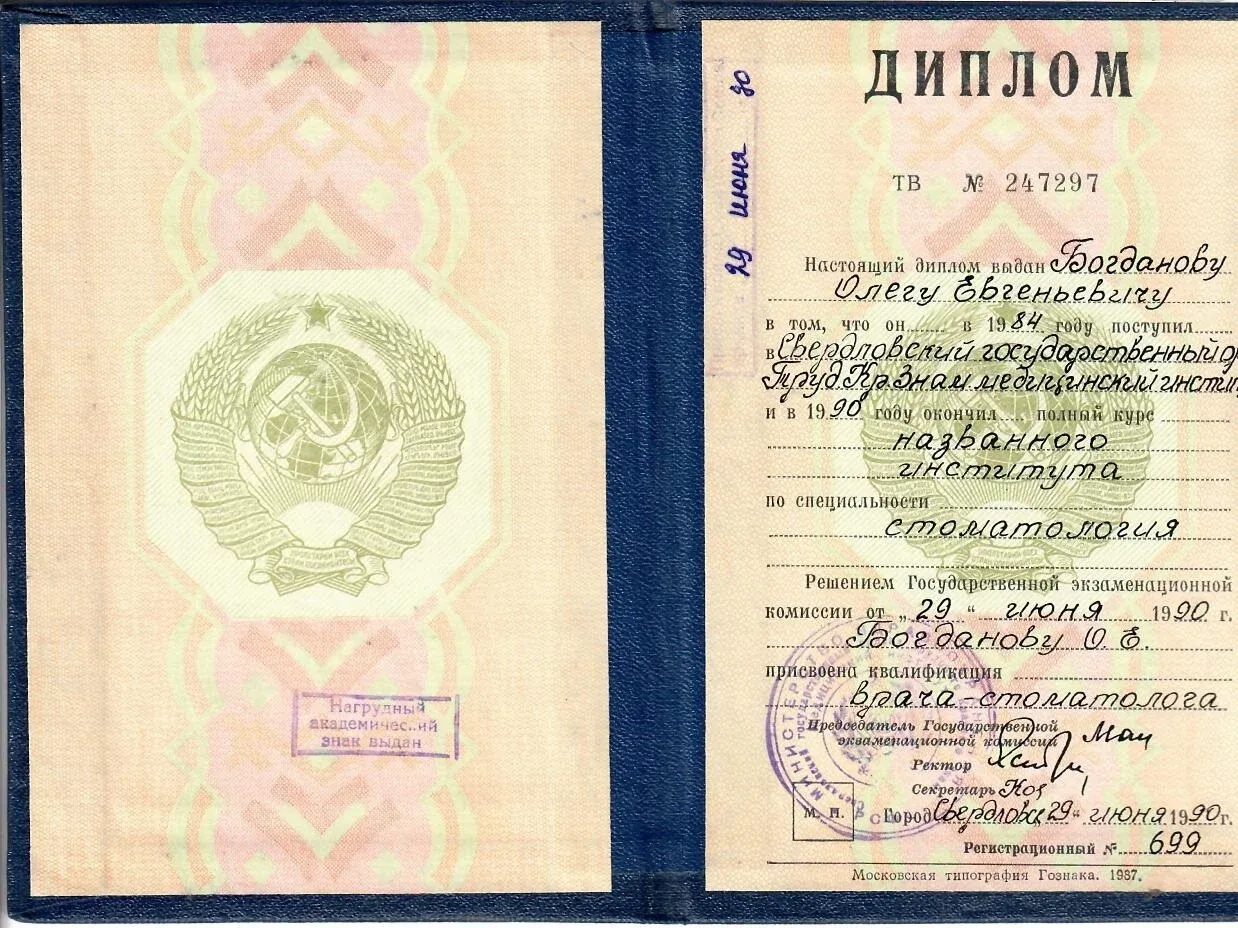 Нагрудный
академический
знак выдан
29 июня 90
ДИПЛОМ
ТВ № 247297
Настоящий диплом выдан Богданову
Олегу Евгеньевичу
в том, что он в 1984 году поступил
в Свердловский государственный ор
Труд Кр Знам медицинский инсти
и в 1990 году окончил полный курс
названного
института
по специальности
стоматология
Решением Государственной экзаменационной
комиссии от „29“ июня 1990 г.
Богданову О. Е.
присвоена квалификация
врача-стоматолога
Председатель Государственной
экзаменационной комиссии
Ректор
Секретарь
М. П.
Город Свердловск „29“ июня 1990 г.
Регистрационный № 699
Московская типография Гознака. 1987.